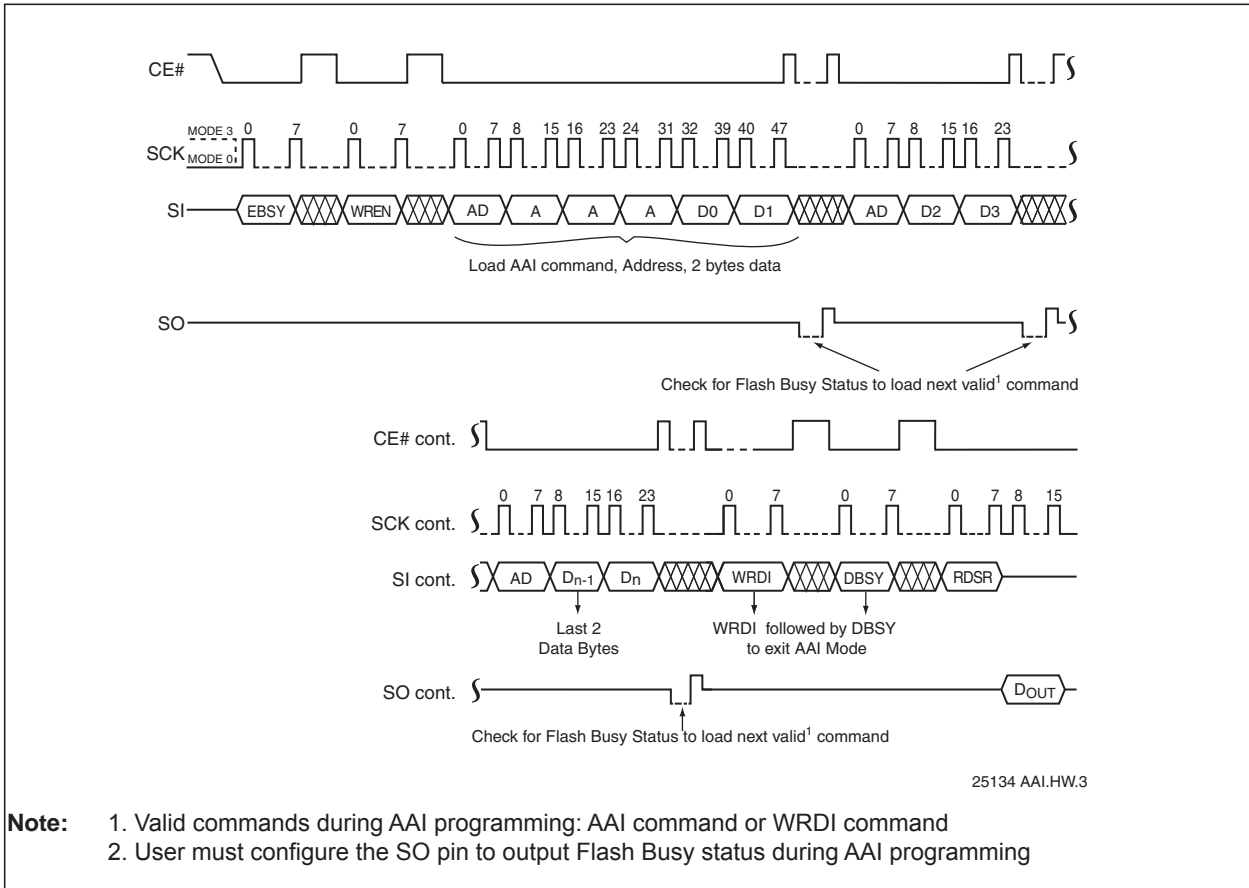 CE#
MODE 3
MODE 0
SCK
0 7 0 7 0 7 8 15 16 23 24 31 32 39 40 47 0 7 8 15 16 23
SI
EBSY WREN AD A A A D0 D1 AD D2 D3
Load AAI command, Address, 2 bytes data
SO
Check for Flash Busy Status to load next valid1 command
CE# cont.
SCK cont.
0 7 8 15 16 23 0 7 0 7 0 7 8 15
SI cont.
AD Dn-1 Dn WRDI DBSY RDSR
Last 2
Data Bytes
WRDI followed by DBSY
to exit AAI Mode
SO cont.
DOUT
Check for Flash Busy Status to load next valid1 command
25134 AAI.HW.3
Note: 1. Valid commands during AAI programming: AAI command or WRDI command
2. User must configure the SO pin to output Flash Busy status during AAI programming